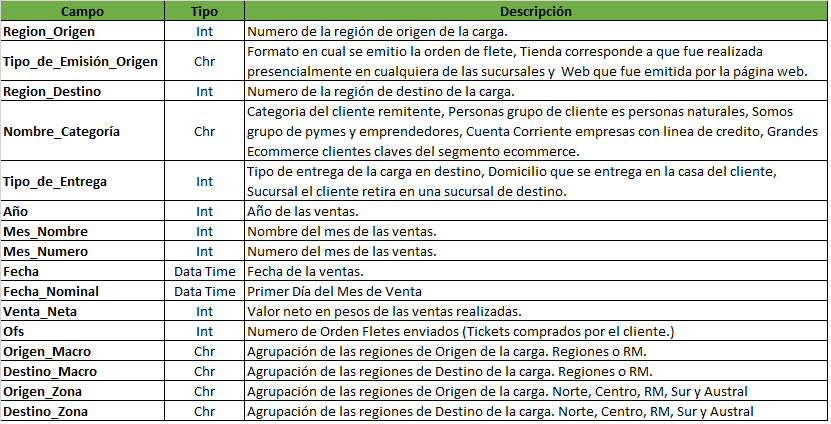 Campo Tipo Descripción
Region_Origen Int Numero de la región de origen de la carga.
Tipo_de_Emisión_Origen Chr Formato en cual se emitio la orden de flete, Tienda corresponde a que fue realizada
presencialmente en cualquiera de las sucursales y Web que fue emitida por la página web.
Region_Destino Int Numero de la región de destino de la carga.
Nombre_Categoría Chr Categoria del cliente remitente, Personas grupo de cliente es personas naturales, Somos
grupo de pymes y emprendedores, Cuenta Corriente empresas con linea de credito, Grandes
Ecommerce clientes claves del segmento ecommerce.
Tipo_de_Entrega Int Tipo de entrega de la carga en destino, Domicilio que se entrega en la casa del cliente,
Sucursal el cliente retira en una sucursal de destino.
Año Int Año de las ventas.
Mes_Nombre Int Nombre del mes de las ventas.
Mes_Numero Int Numero del mes de las ventas.
Fecha Data Time Fecha de la ventas.
Fecha_Nominal Data Time Primer Día del Mes de Venta
Venta_Neta Int Valor neto en pesos de las ventas realizadas.
Ofs Int Numero de Orden Fletes enviados (Tickets comprados por el cliente.)
Origen_Macro Chr Agrupación de las regiones de Origen de la carga. Regiones o RM.
Destino_Macro Chr Agrupación de las regiones de Destino de la carga. Regiones o RM.
Origen_Zona Chr Agrupación de las regiones de Origen de la carga. Norte, Centro, RM, Sur y Austral
Destino_Zona Chr Agrupación de las regiones de Destino de la carga. Norte, Centro, RM, Sur y Austral